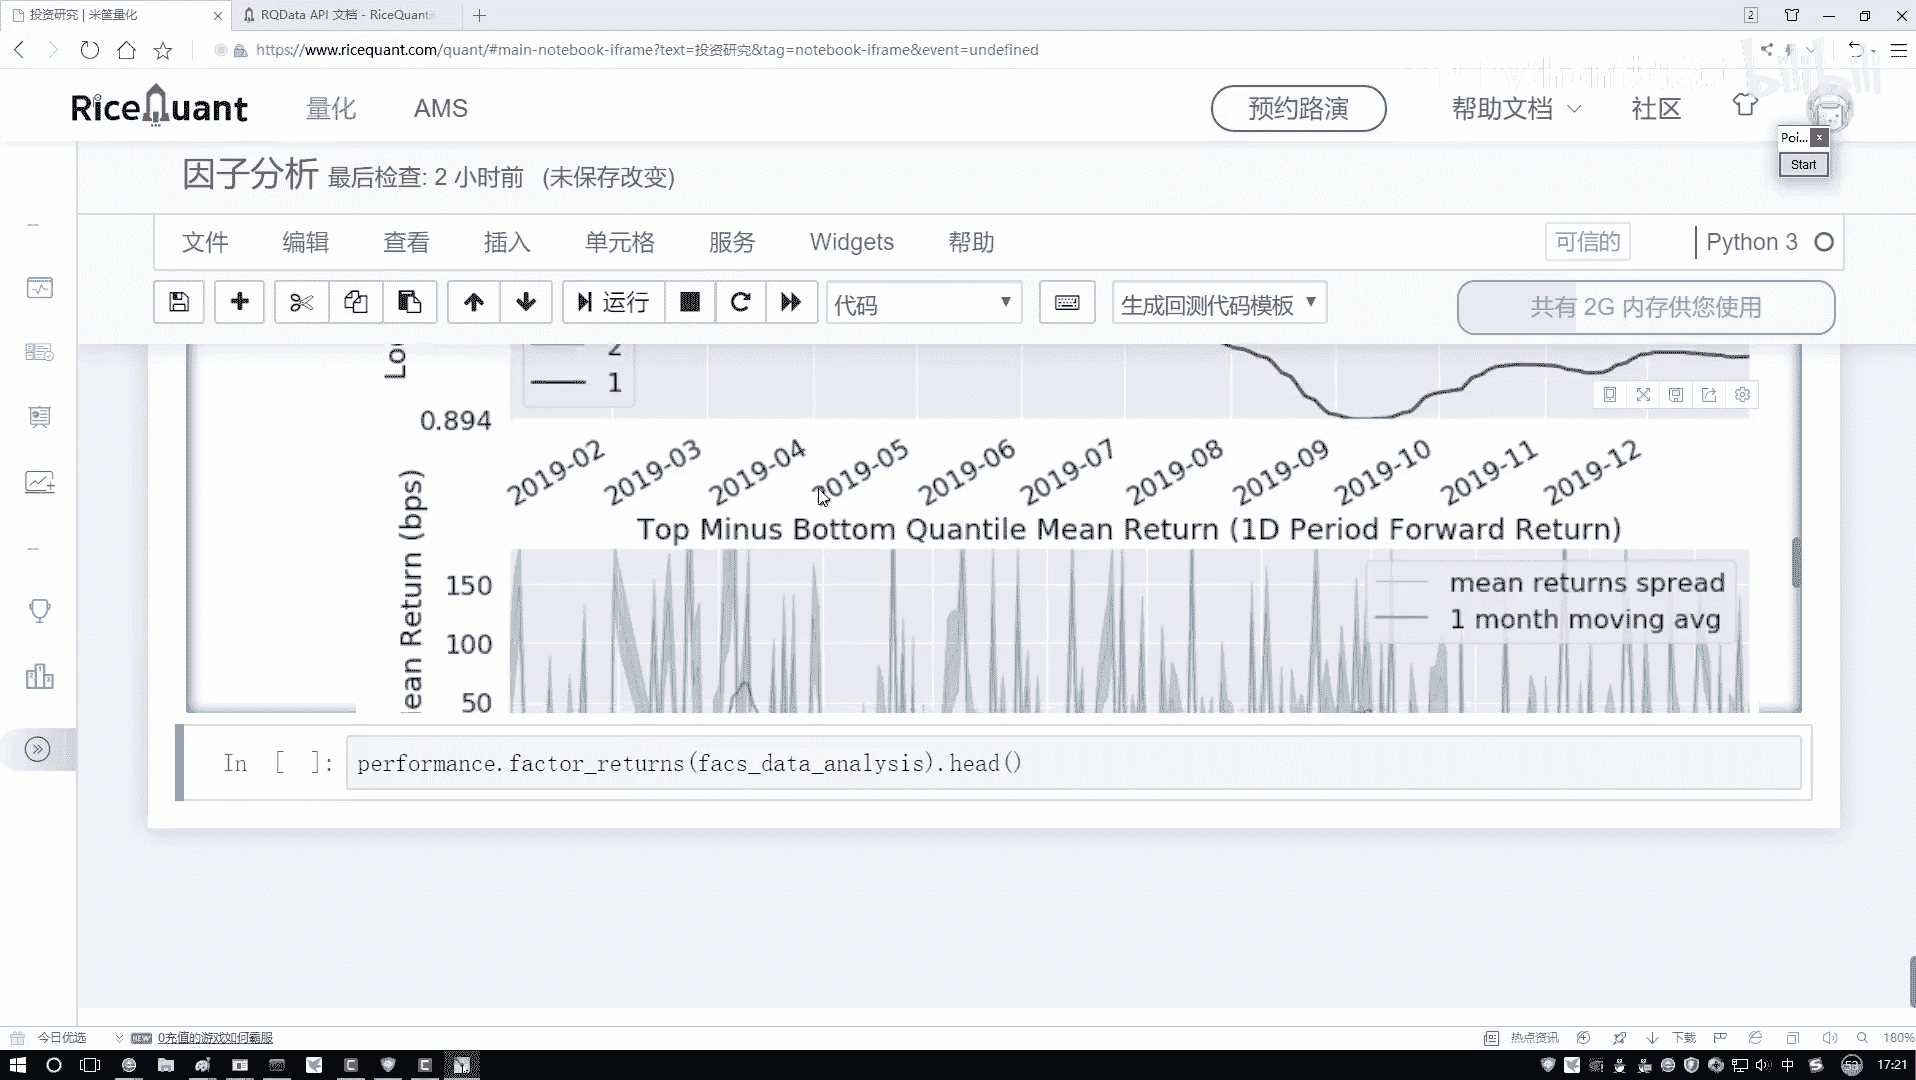 投资研究 | 米筐量化
RQData API 文档 - RiceQuant
2
https://www.ricequant.com/quant/#main-notebook-iframe?text=投资研究&tag=notebook-iframe&event=undefined
bilibili
RiceQuant
量化
AMS
预约路演
帮助文档
社区
Poi...
x
Start
因子分析 最后检查: 2 小时前 (未保存改变)
文件
编辑
查看
插入
单元格
服务
Widgets
帮助
可信的
Python 3
运行
代码
生成回测代码模板
共有 2G 内存供您使用
2
1
0.894
2019-02
2019-03
2019-04
2019-05
2019-06
2019-07
2019-08
2019-09
2019-10
2019-11
2019-12
Top Minus Bottom Quantile Mean Return (1D Period Forward Return)
Return (bps)
150
100
50
mean returns spread
1 month moving avg
In [ ]:
performance.factor_returns(facs_data_analysis).head()
今日优选
NEW
0充值的游戏如何霸服
热点资讯
下载
180%
中
53
17:21